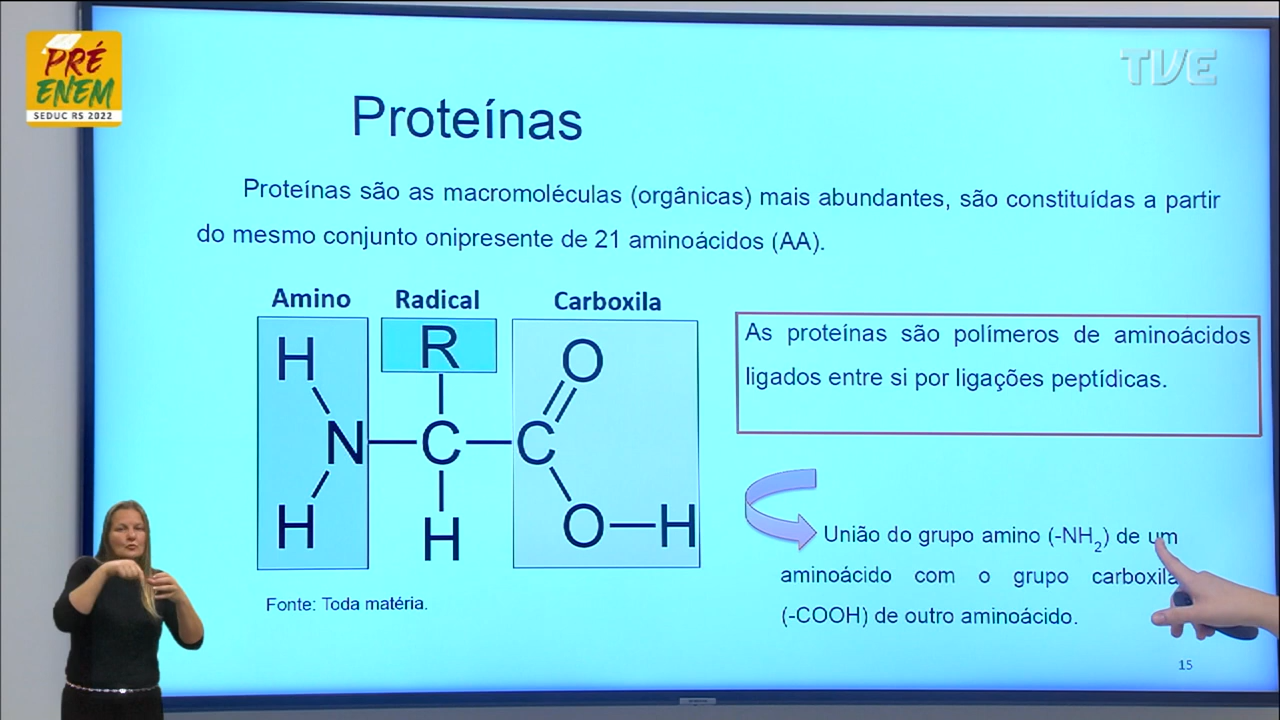 PRÉ
ENEM
SEDUC RS 2022
TVE
Proteínas
Proteínas são as macromoléculas (orgânicas) mais abundantes, são constituídas a partir
do mesmo conjunto onipresente de 21 aminoácidos (AA).
Amino Radical Carboxila
H R O
N C C
H H O H
As proteínas são polímeros de aminoácidos
ligados entre si por ligações peptídicas.
União do grupo amino (-NH₂) de um
aminoácido com o grupo carboxila
(-COOH) de outro aminoácido.
Fonte: Toda matéria.
15